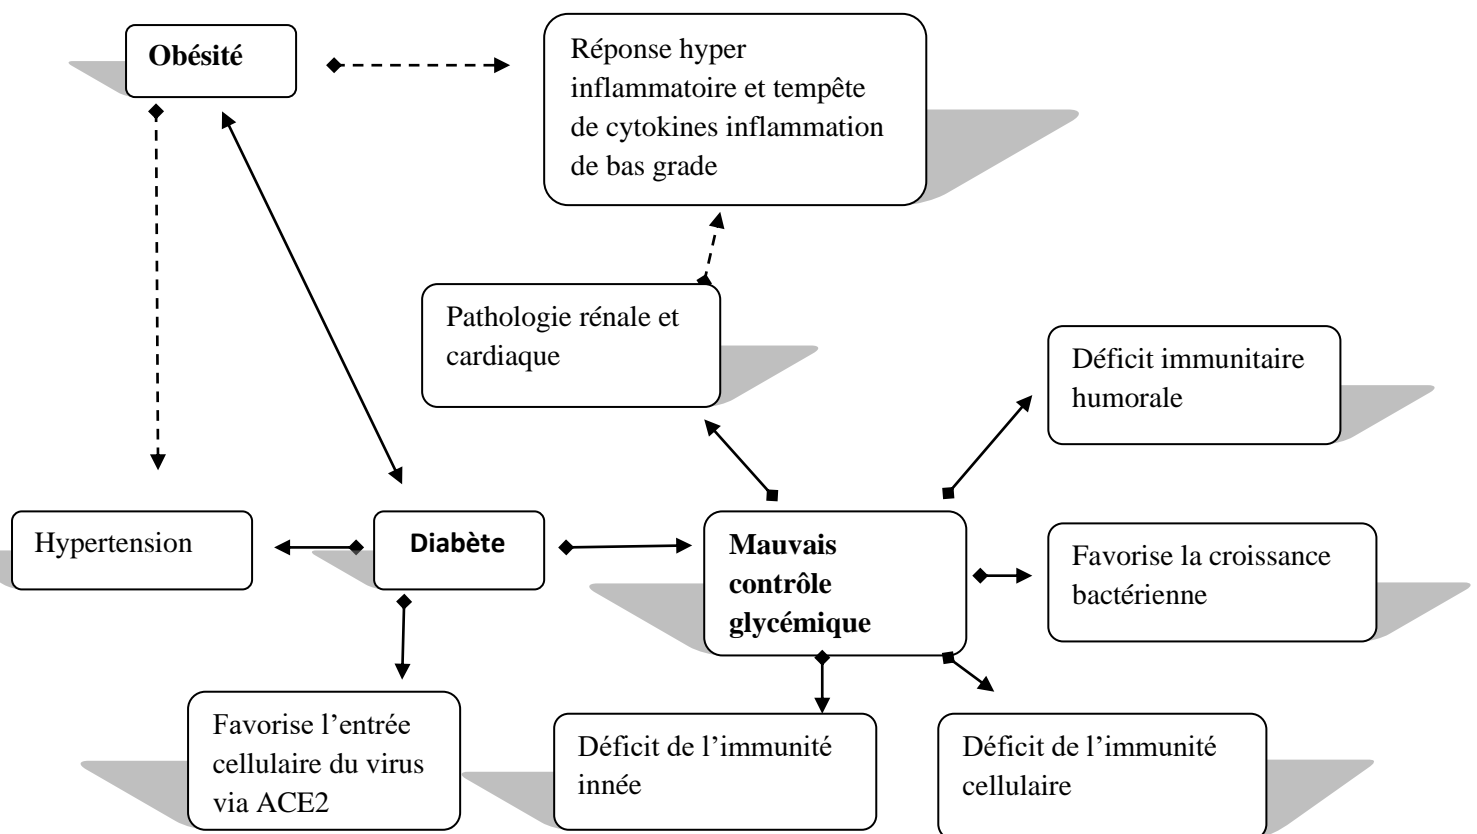 Obésité
Réponse hyper
inflammatoire et tempête
de cytokines inflammation
de bas grade
Pathologie rénale et
cardiaque
Déficit immunitaire
humorale
Hypertension
Diabète
Mauvais
contrôle
glycémique
Favorise la croissance
bactérienne
Favorise l’entrée
cellulaire du virus
via ACE2
Déficit de l’immunité
innée
Déficit de l’immunité
cellulaire